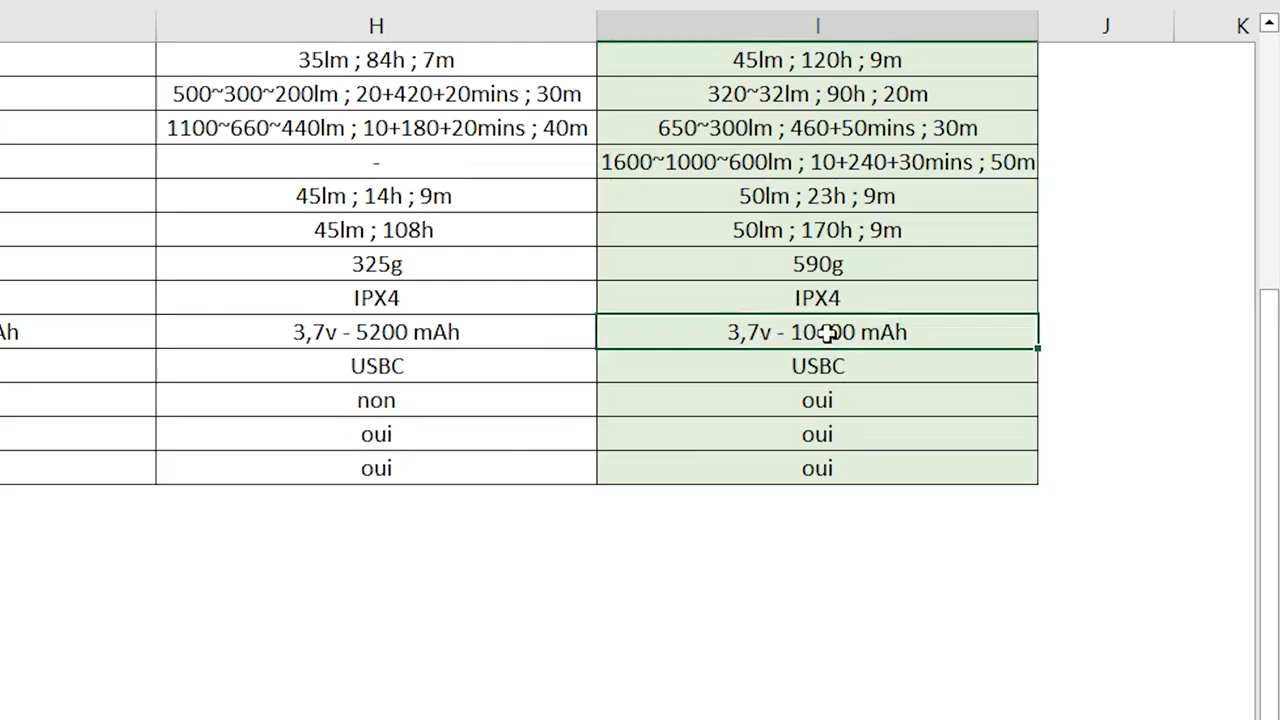 H I J K
35lm ; 84h ; 7m 45lm ; 120h ; 9m
500~300~200lm ; 20+420+20mins ; 30m 320~32lm ; 90h ; 20m
1100~660~440lm ; 10+180+20mins ; 40m 650~300lm ; 460+50mins ; 30m
- 1600~1000~600lm ; 10+240+30mins ; 50m
45lm ; 14h ; 9m 50lm ; 23h ; 9m
45lm ; 108h 50lm ; 170h ; 9m
325g 590g
IPX4 IPX4
3,7v - 5200 mAh 3,7v - mAh
USBC USBC
non oui
oui oui
oui oui